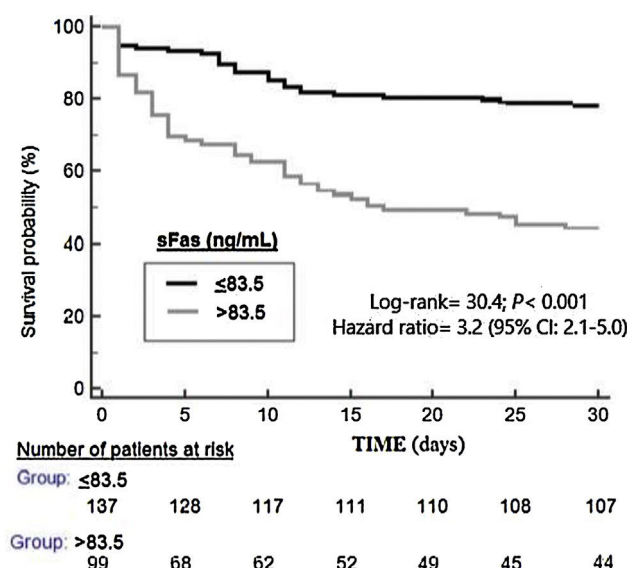 100
80
60
40
20
0
Survival probability (%)
sFas (ng/mL)
≤83.5
>83.5
Log-rank= 30.4; P< 0.001
Hazard ratio= 3.2 (95% CI: 2.1-5.0)
0 5 10 15 20 25 30
TIME (days)
Number of patients at risk
Group: ≤83.5
137 128 117 111 110 108 107
Group: >83.5
99 68 62 52 49 45 44